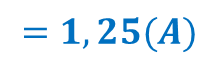 = 1,25(A)